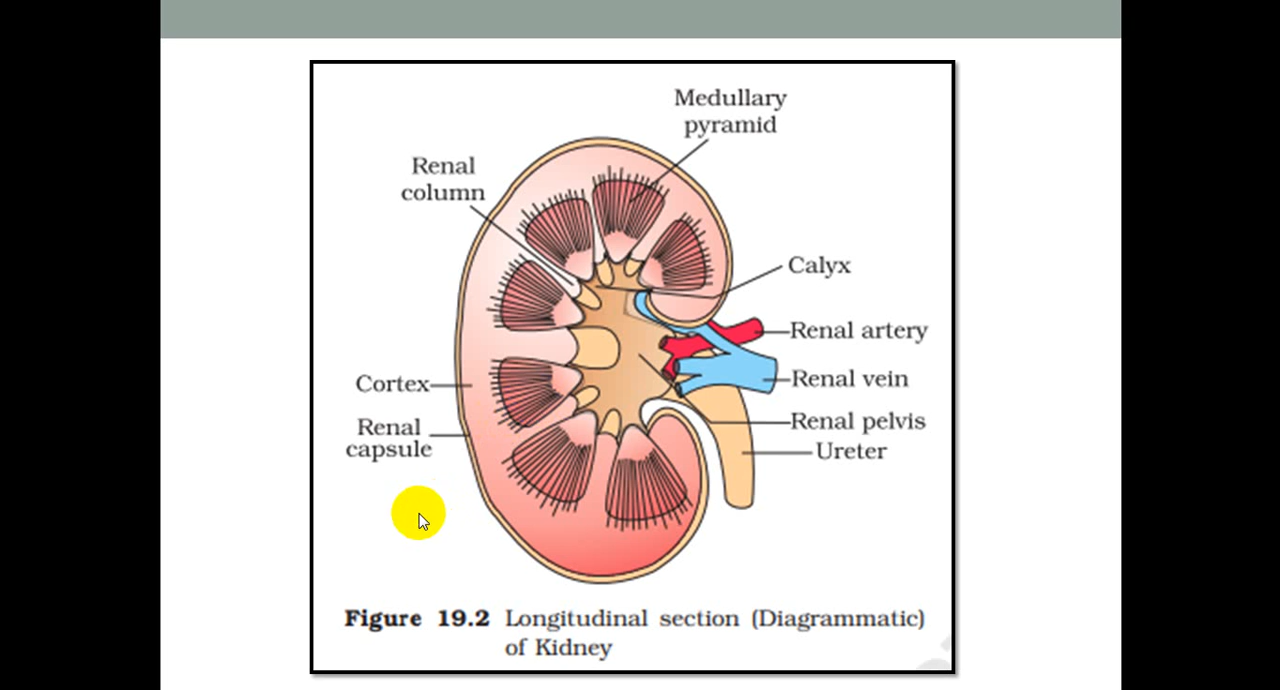 Medullary
pyramid
Renal
column
Calyx
Renal artery
Renal vein
Cortex
Renal pelvis
Renal
capsule
Ureter
Figure 19.2 Longitudinal section (Diagrammatic)
of Kidney